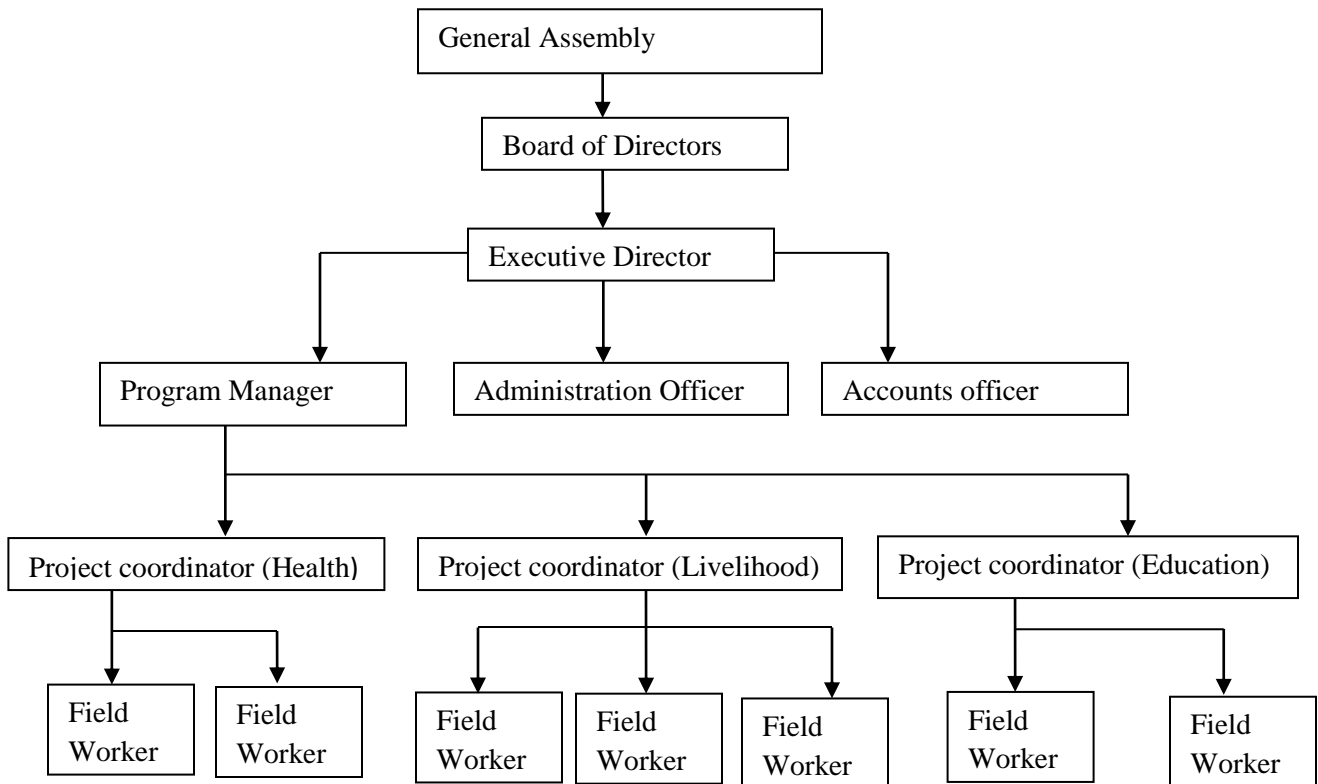 General Assembly
Board of Directors
Executive Director
Program Manager
Administration Officer
Accounts officer
Project coordinator (Health)
Project coordinator (Livelihood)
Project coordinator (Education)
Field
Worker
Field
Worker
Field
Worker
Field
Worker
Field
Worker
Field
Worker
Field
Worker